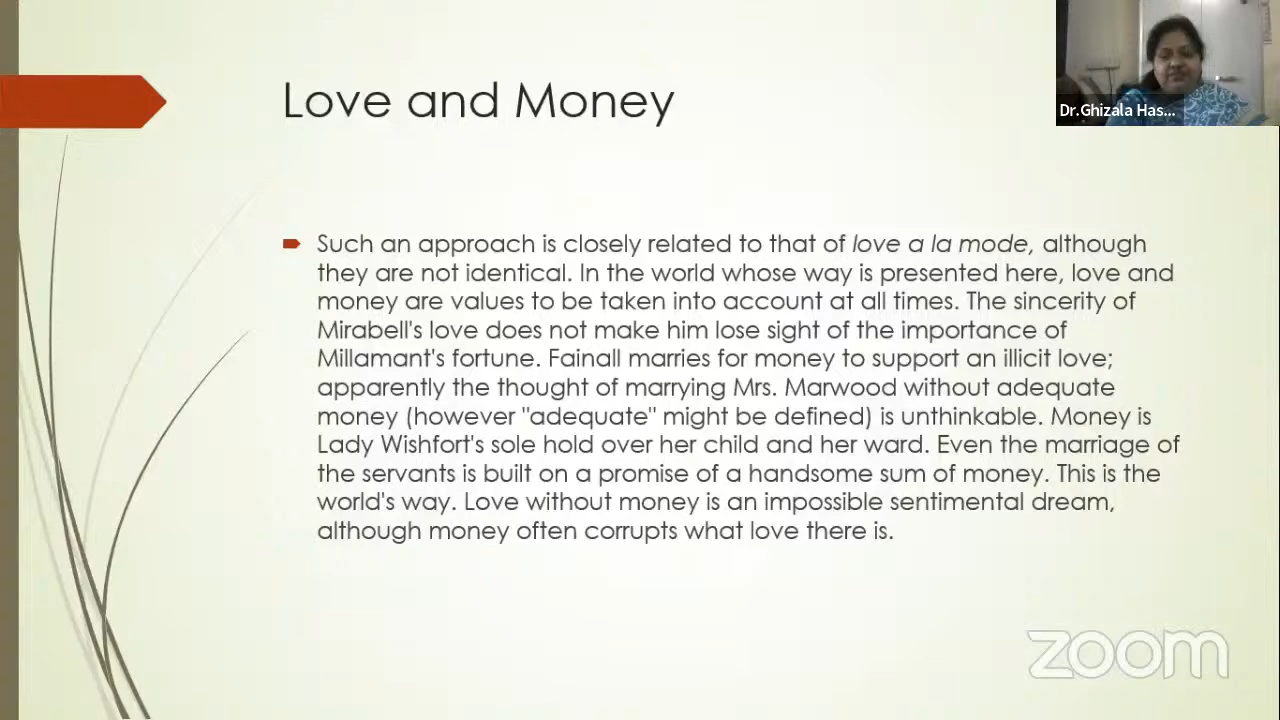 Love and Money
Dr.Ghizala Has...
Such an approach is closely related to that of love a la mode, although
they are not identical. In the world whose way is presented here, love and
money are values to be taken into account at all times. The sincerity of
Mirabell's love does not make him lose sight of the importance of
Millamant's fortune. Fainall marries for money to support an illicit love;
apparently the thought of marrying Mrs. Marwood without adequate
money (however "adequate" might be defined) is unthinkable. Money is
Lady Wishfort's sole hold over her child and her ward. Even the marriage of
the servants is built on a promise of a handsome sum of money. This is the
world's way. Love without money is an impossible sentimental dream,
although money often corrupts what love there is.
zoom